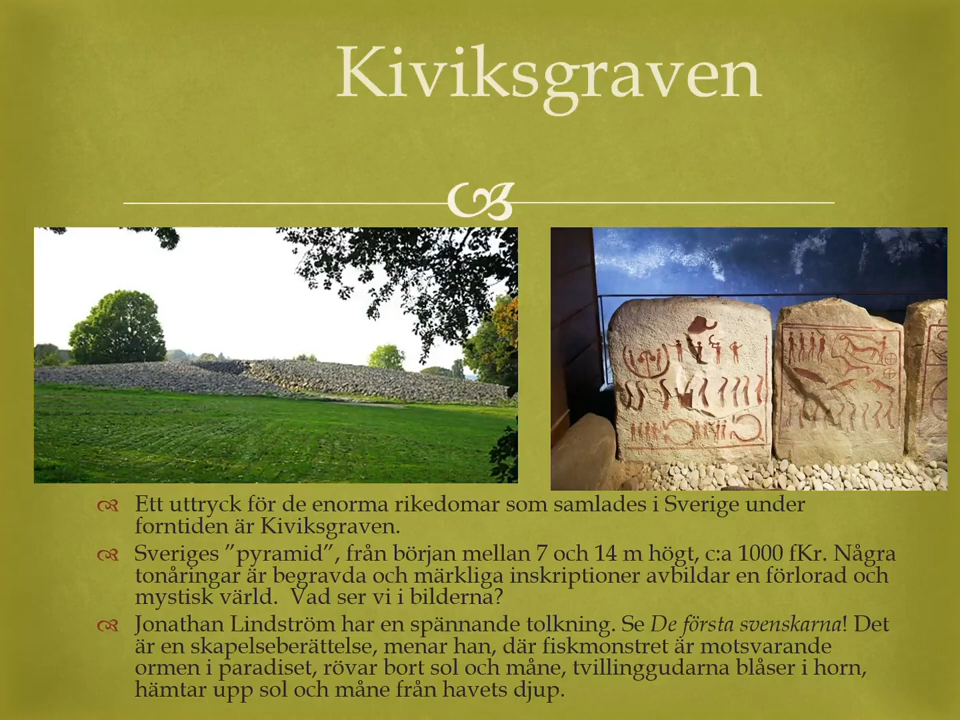 Kiviksgraven
Ett uttryck för de enorma rikedomar som samlades i Sverige under
forntiden är Kiviksgraven.
Sveriges ”pyramid”, från början mellan 7 och 14 m högt, c:a 1000 fKr. Några
tonåringar är begravda och märkliga inskriptioner avbildar en förlorad och
mystisk värld.  Vad ser vi i bilderna?
Jonathan Lindström har en spännande tolkning. Se De första svenskarna! Det
är en skapelseberättelse, menar han, där fiskmonstret är motsvarande
ormen i paradiset, rövar bort sol och måne, tvillinggudarna blåser i horn,
hämtar upp sol och måne från havets djup.